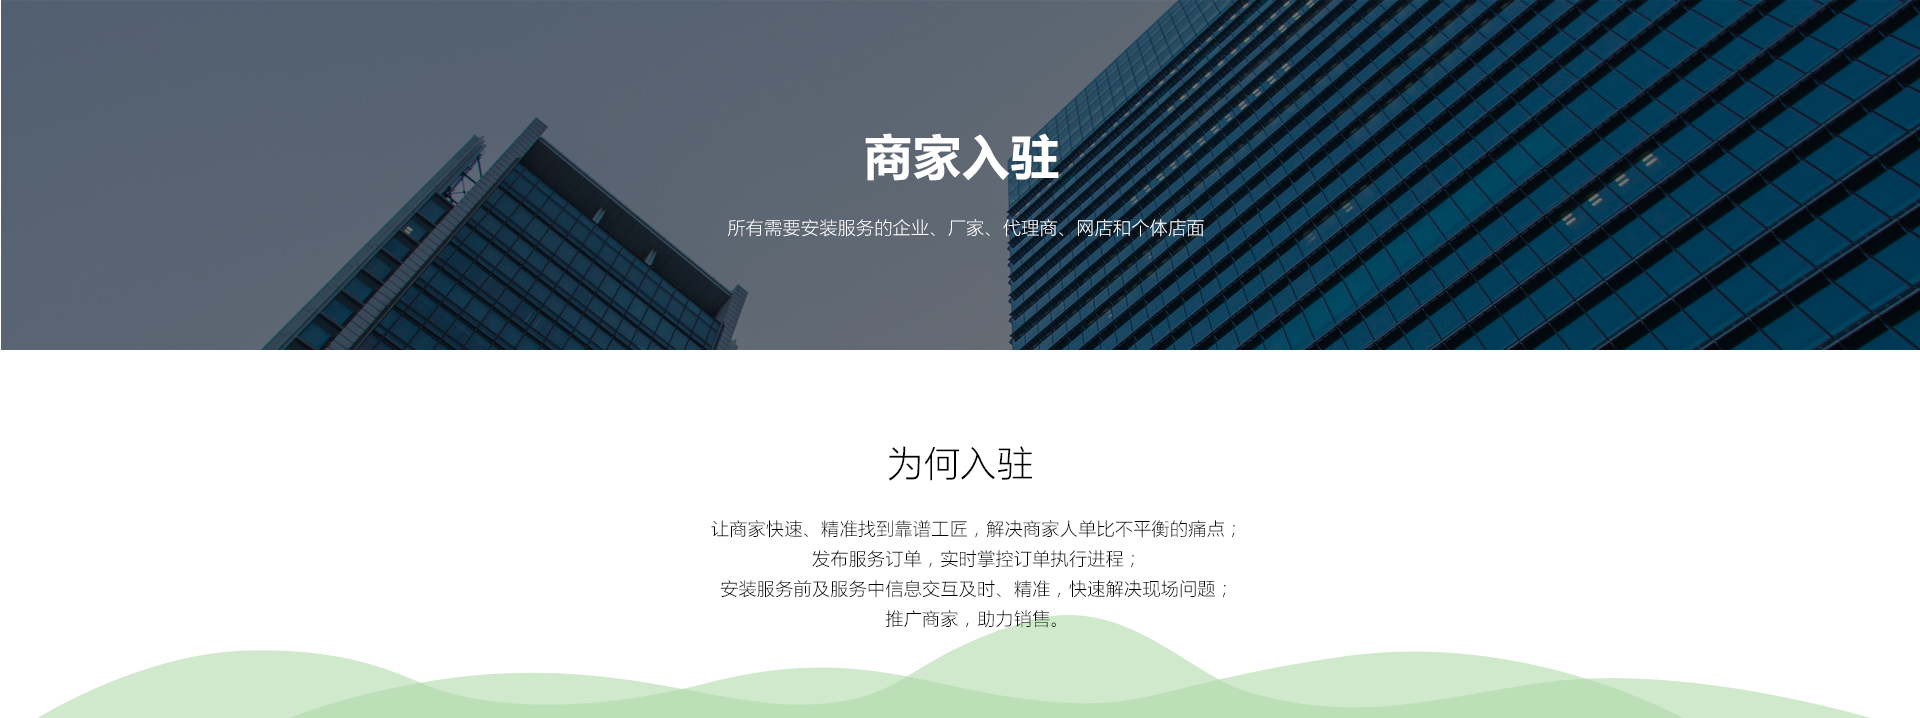 商家入驻
所有需要安装服务的企业、厂家、代理商、网店和个体店面
为何入驻
让商家快速、精准找到靠谱工匠，解决商家人单比不平衡的痛点；
发布服务订单，实时掌控订单执行进程；
安装服务前及服务中信息交互及时、精准，快速解决现场问题；
推广商家，助力销售。